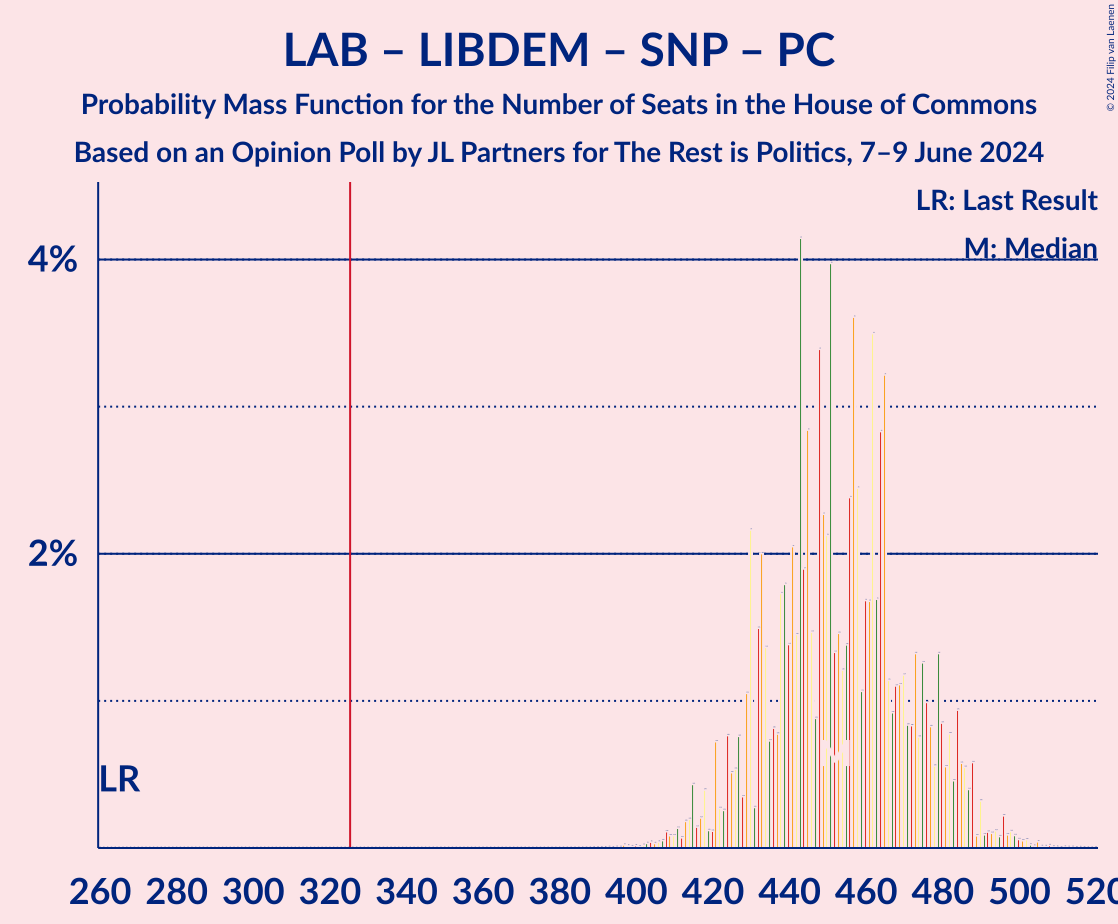 LAB – LIBDEM – SNP – PC
Probability Mass Function for the Number of Seats in the House of Commons
Based on an Opinion Poll by JL Partners for The Rest is Politics, 7–9 June 2024
© 2024 Filip van Laenen
LR: Last Result
M: Median
4%
2%
LR
260 280 300 320 340 360 380 400 420 440 460 480 500 520